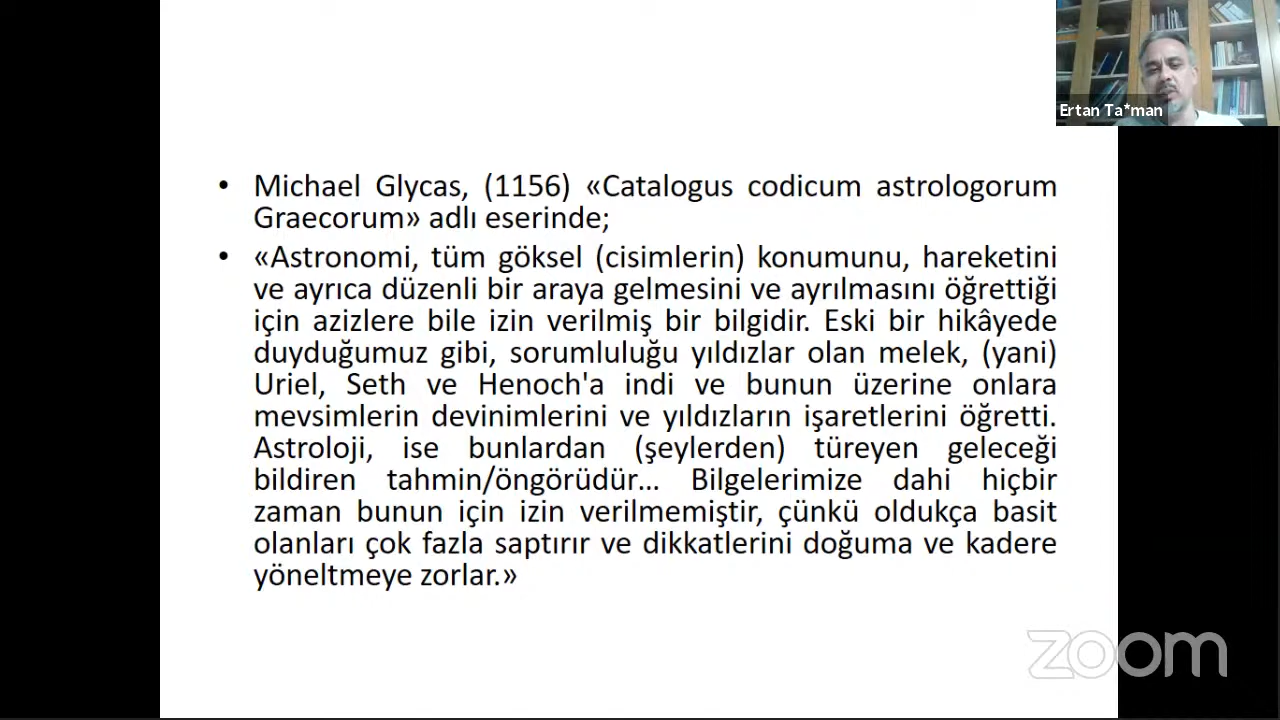 Ertan Ta*man
• Michael Glycas, (1156) «Catalogus codicum astrologorum
Graecorum» adlı eserinde;
• «Astronomi, tüm göksel (cisimlerin) konumunu, hareketini
ve ayrıca düzenli bir araya gelmesini ve ayrılmasını öğrettiği
için azizlere bile izin verilmiş bir bilgidir. Eski bir hikâyede
duyduğumuz gibi, sorumluluğu yıldızlar olan melek, (yani)
Uriel, Seth ve Henoch'a indi ve bunun üzerine onlara
mevsimlerin devinimlerini ve yıldızların işaretlerini öğretti.
Astroloji, ise bunlardan (şeylerden) türeyen geleceği
bildiren tahmin/öngörüdür... Bilgelerimize dahi hiçbir
zaman bunun için izin verilmemiştir, çünkü oldukça basit
olanları çok fazla saptırır ve dikkatlerini doğuma ve kadere
yöneltmeye zorlar.»
zoom